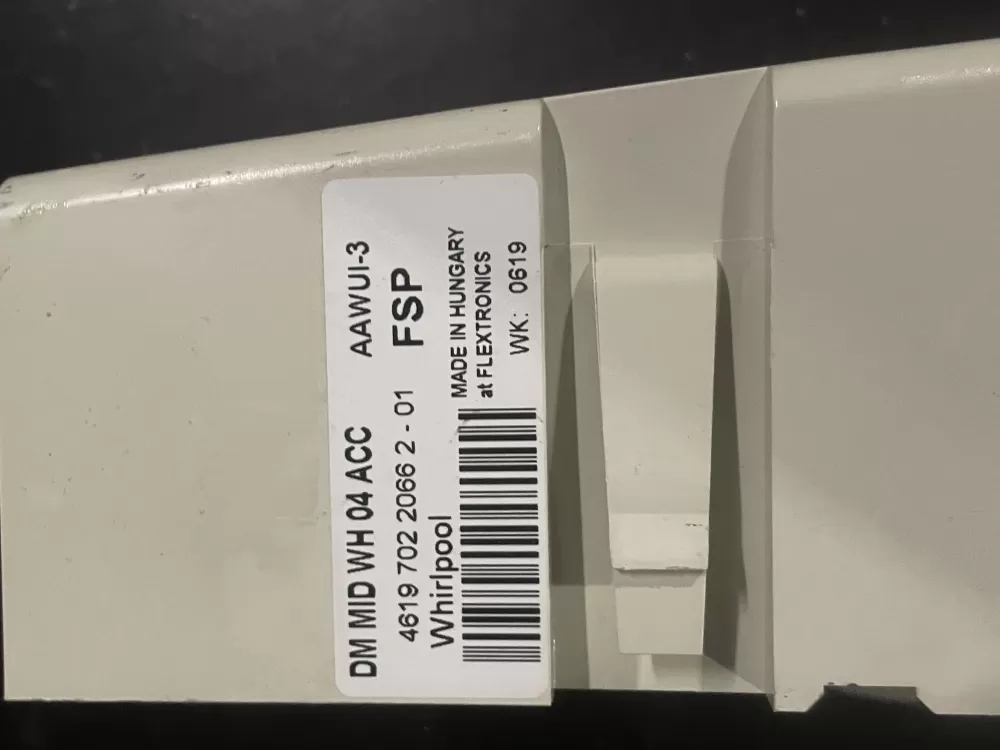 DM MID WH 04 ACC AAWUI-3
4619 702 2066 2 - 01 FSP
Whirlpool
MADE IN HUNGARY
at FLEXTRONICS
WK: 0619